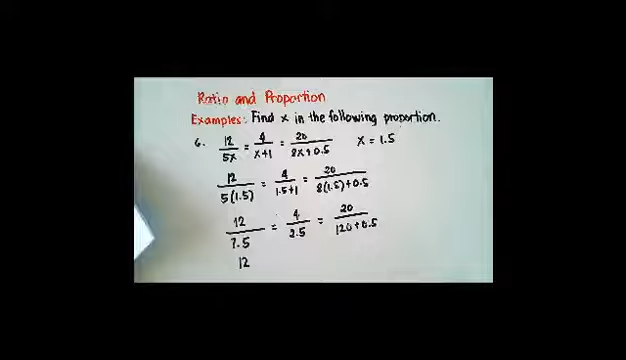 Ratio and Proportion
Examples: Find x in the following proportion.
6. 12/5x = 4/x+1 = 20/8x+0.5 x = 1.5
12/5(1.5) = 4/1.5+1 = 20/8(1.5)+0.5
12/7.5 = 4/2.5 = 20/120+0.5
12